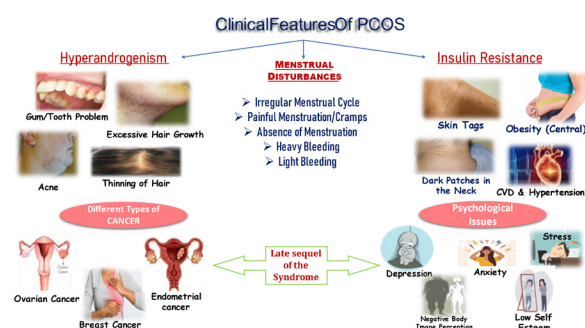 ClinicalFeaturesOf PCOS
Hyperandrogenism
Gum/Tooth Problem
Excessive Hair Growth
Acne
Thinning of Hair
MENSTRUAL
DISTURBANCES
➢ Irregular Menstrual Cycle
➢ Painful Menstruation/Cramps
➢ Absence of Menstruation
➢ Heavy Bleeding
➢ Light Bleeding
Insulin Resistance
Skin Tags
Obesity (Central)
Dark Patches in
the Neck
CVD & Hypertension
Different Types of
CANCER
Ovarian Cancer
Breast Cancer
Endometrial
cancer
Late sequel
of the
Syndrome
Psychological
Issues
Depression
Anxiety
Stress
Negative Body
Image Perception
Low Self
Esteem